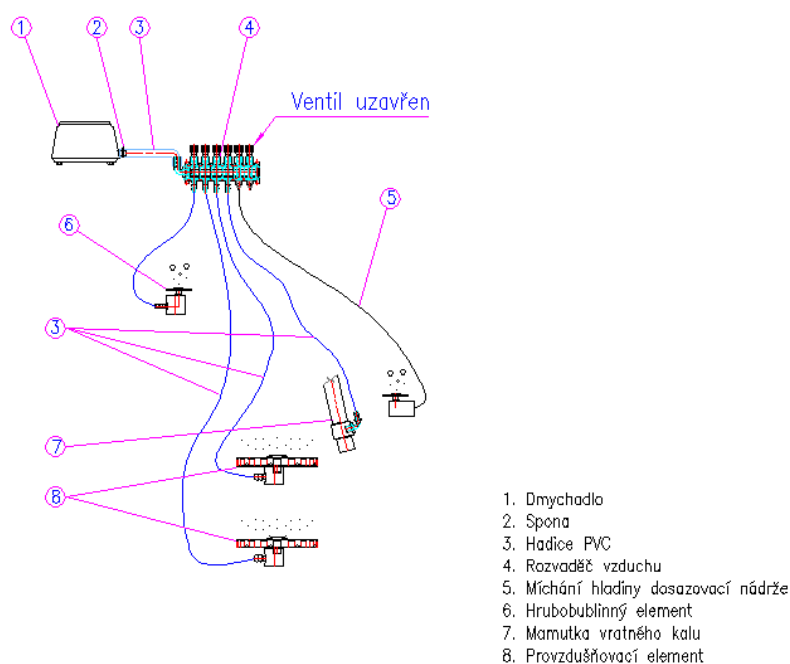 1 2 3 4
Ventil uzavřen
5
6
3
7
8
1. Dmychadlo
2. Spona
3. Hadice PVC
4. Rozvaděč vzduchu
5. Míchání hladiny dosazovací nádrže
6. Hrubobublinný element
7. Mamutka vratného kalu
8. Provzdušňovací element